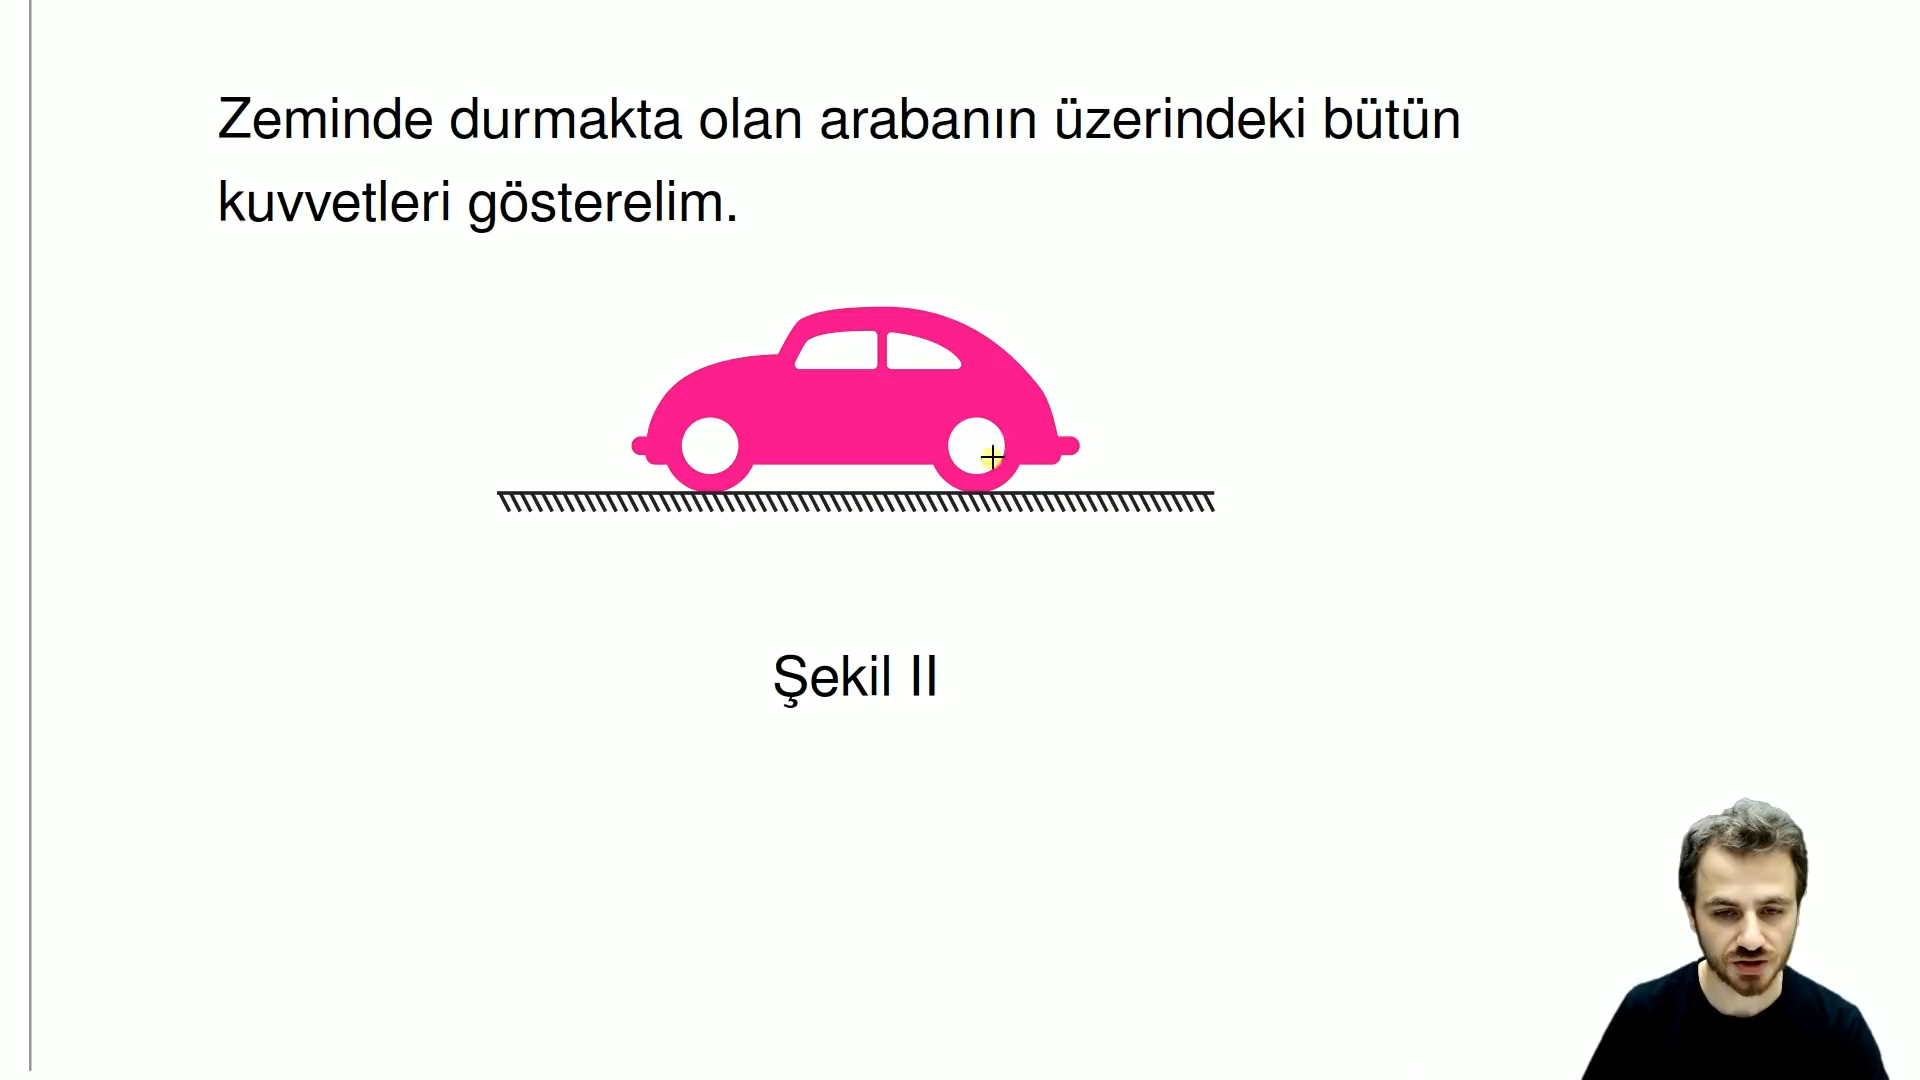 Zeminde durmakta olan arabanın üzerindeki bütün
kuvvetleri gösterelim.
Şekil II